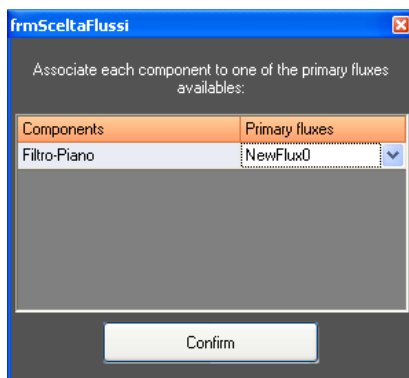 frmSceltaFlussi
Associate each component to one of the primary fluxes
availables:
Components Primary fluxes
Filtro-Piano NewFlux0
Confirm